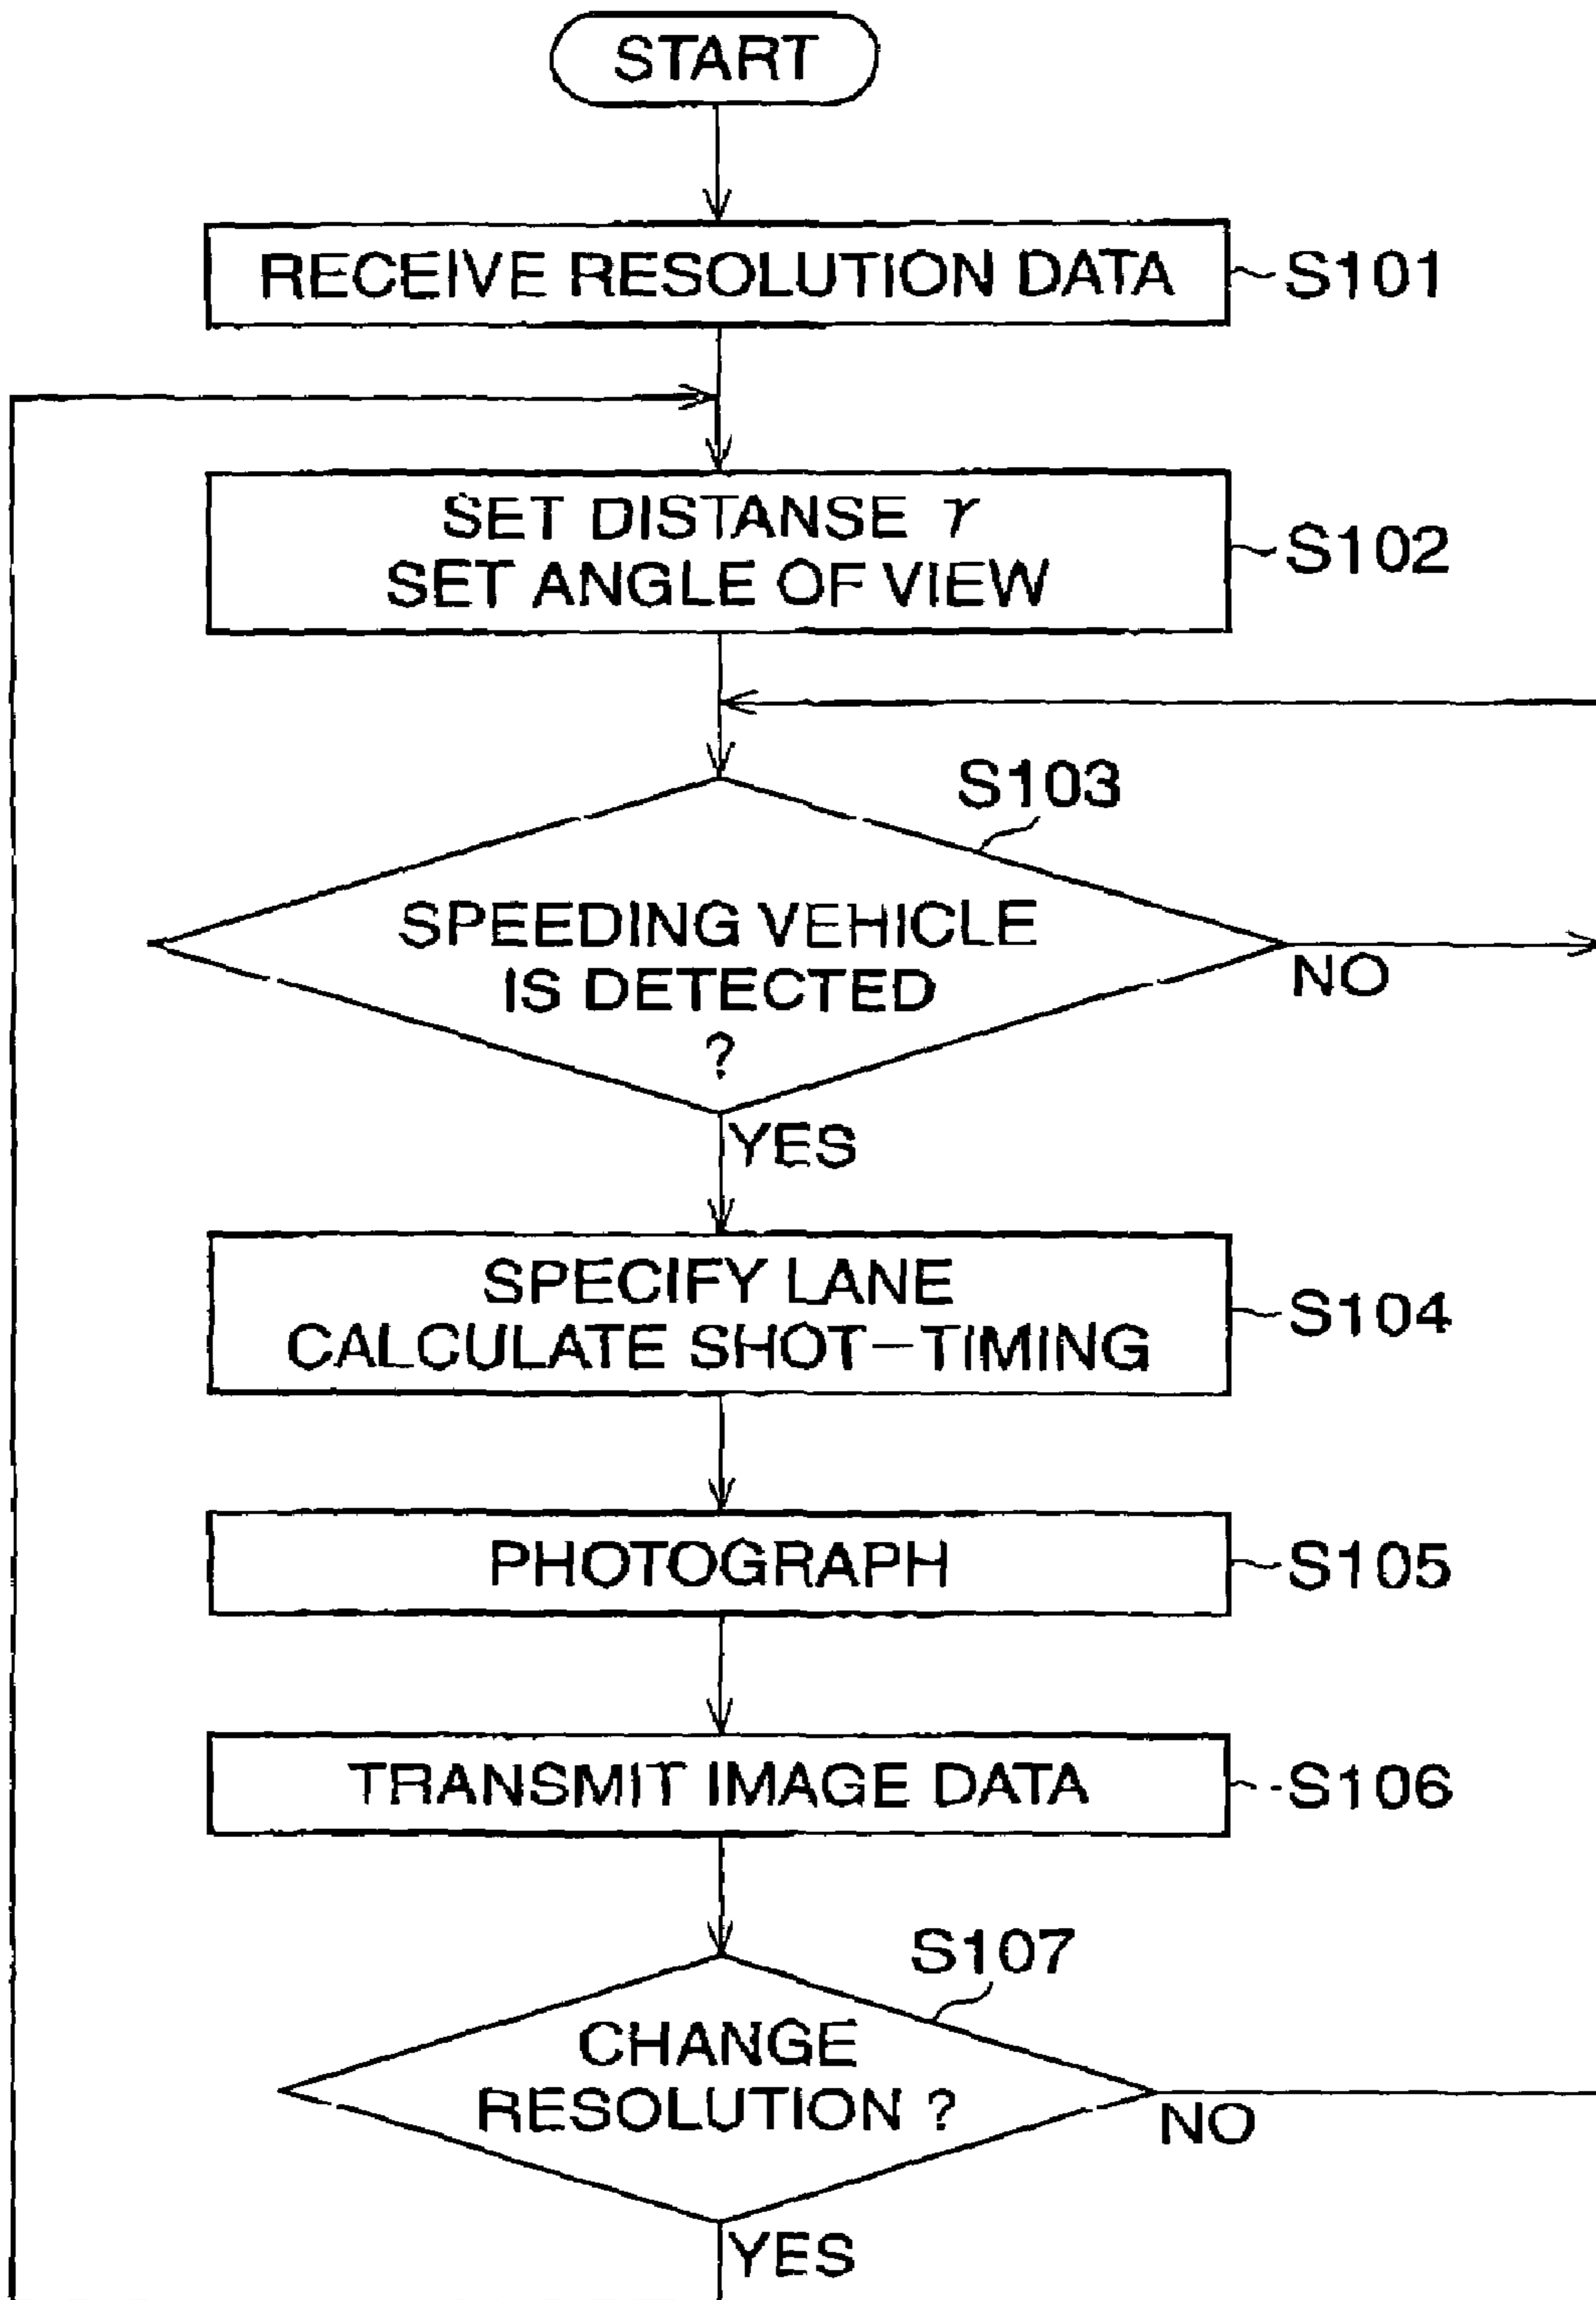 START
RECEIVE RESOLUTION DATA
S101
SET DISTANSE r
SET ANGLE OF VIEW
S102
S103
SPEEDING VEHICLE
IS DETECTED
?
NO
YES
SPECIFY LANE
CALCULATE SHOT-TIMING
S104
PHOTOGRAPH
S105
TRANSMIT IMAGE DATA
S106
S107
CHANGE
RESOLUTION ?
NO
YES